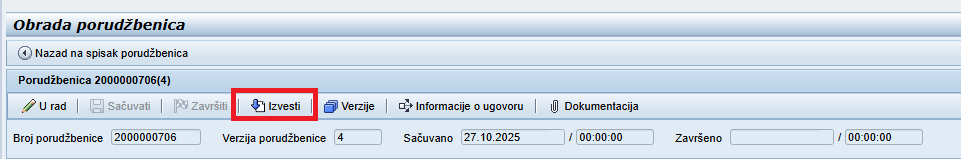 Obrada porudžbenica
Nazad na spisak porudžbenica
Porudžbenica 2000000706(4)
U rad Sačuvati Završiti Izvesti Verzije Informacije o ugovoru Dokumentacija
Broj porudžbenice 2000000706 Verzija porudžbenice 4 Sačuvano 27.10.2025 / 00:00:00 Završeno / 00:00:00